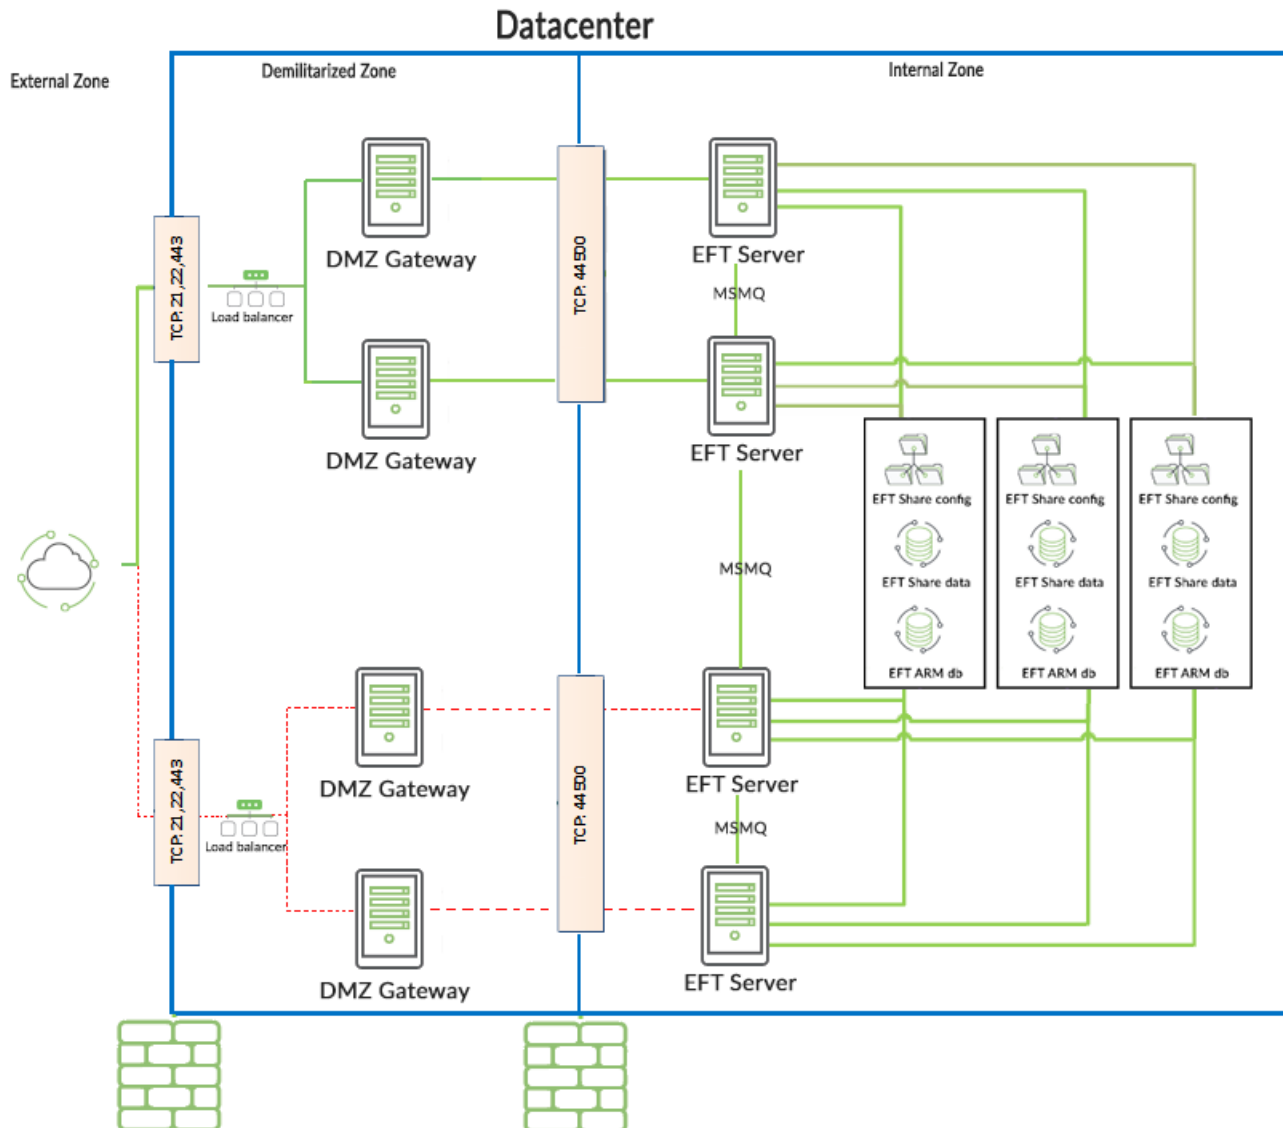 Datacenter
External Zone
Demilitarized Zone
Internal Zone
DMZ Gateway
EFT Server
TCP: 21,22,443
TCP: 44500
MSMQ
Load balancer
DMZ Gateway
EFT Server
EFT Share config
EFT Share config
EFT Share config
MSMQ
EFT Share data
EFT Share data
EFT Share data
EFT ARM db
EFT ARM db
EFT ARM db
DMZ Gateway
EFT Server
TCP: 21,22,443
TCP: 44500
MSMQ
Load balancer
DMZ Gateway
EFT Server